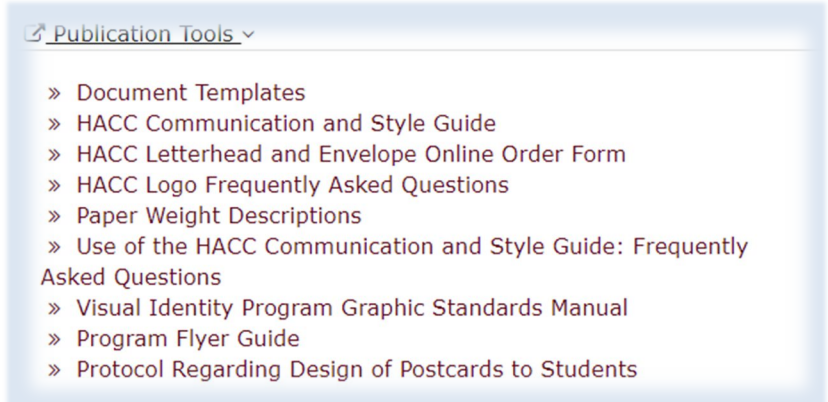 Publication Tools
» Document Templates
» HACC Communication and Style Guide
» HACC Letterhead and Envelope Online Order Form
» HACC Logo Frequently Asked Questions
» Paper Weight Descriptions
» Use of the HACC Communication and Style Guide: Frequently
Asked Questions
» Visual Identity Program Graphic Standards Manual
» Program Flyer Guide
» Protocol Regarding Design of Postcards to Students